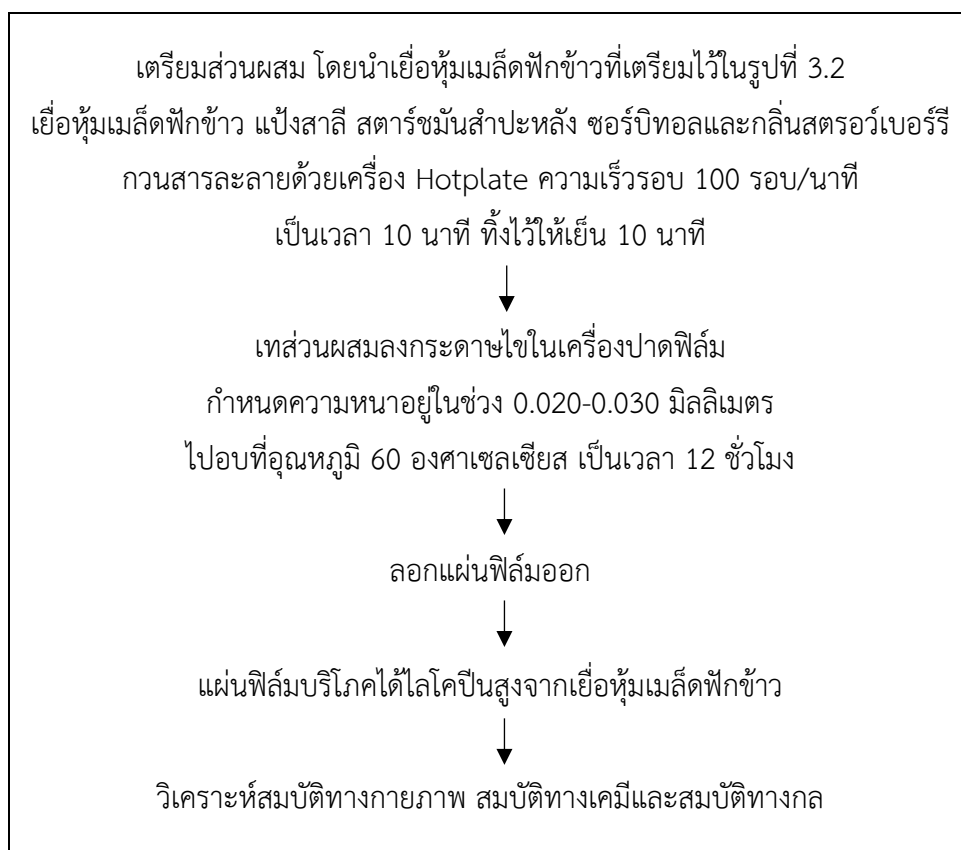 เตรียมส่วนผสม โดยนำเยื่อหุ้มเมล็ดฟักข้าวที่เตรียมไว้ในรูปที่ 3.2
เยื่อหุ้มเมล็ดฟักข้าว แป้งสาลี สตาร์ชมันสำปะหลัง ซอร์บิทอลและกลิ่นสตรอว์เบอร์รี
กวนสารละลายด้วยเครื่อง Hotplate ความเร็วรอบ 100 รอบ/นาที
เป็นเวลา 10 นาที ทิ้งไว้ให้เย็น 10 นาที
เทส่วนผสมลงกระดาษไขในเครื่องปาดฟิล์ม
กำหนดความหนาอยู่ในช่วง 0.020-0.030 มิลลิเมตร
ไปอบที่อุณหภูมิ 60 องศาเซลเซียส เป็นเวลา 12 ชั่วโมง
ลอกแผ่นฟิล์มออก
แผ่นฟิล์มบริโภคได้ไลโคปีนสูงจากเยื่อหุ้มเมล็ดฟักข้าว
วิเคราะห์สมบัติทางกายภาพ สมบัติทางเคมีและสมบัติทางกล